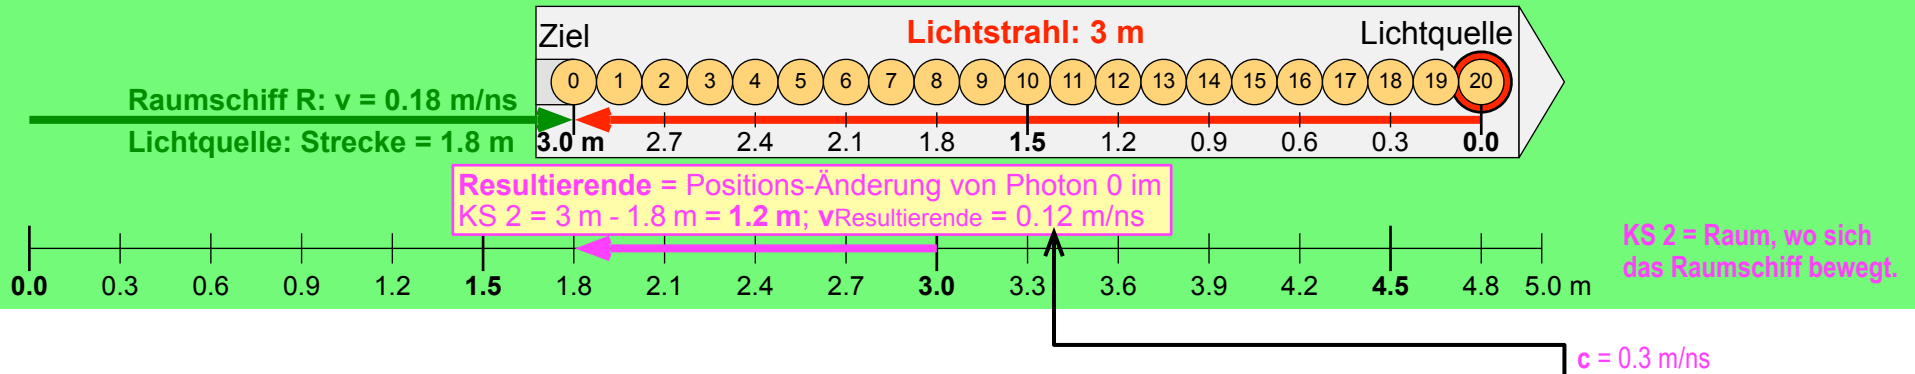 Ziel
Lichtstrahl: 3 m
Lichtquelle
0 1 2 3 4 5 6 7 8 9 10 11 12 13 14 15 16 17 18 19 20
Raumschiff R: v = 0.18 m/ns
Lichtquelle: Strecke = 1.8 m
3.0 m 2.7 2.4 2.1 1.8 1.5 1.2 0.9 0.6 0.3 0.0
Resultierende = Positions-Änderung von Photon 0 im
KS 2 = 3 m - 1.8 m = 1.2 m; vResultierende = 0.12 m/ns
KS 2 = Raum, wo sich
das Raumschiff bewegt.
0.0 0.3 0.6 0.9 1.2 1.5 1.8 2.1 2.4 2.7 3.0 3.3 3.6 3.9 4.2 4.5 4.8 5.0 m
c = 0.3 m/ns